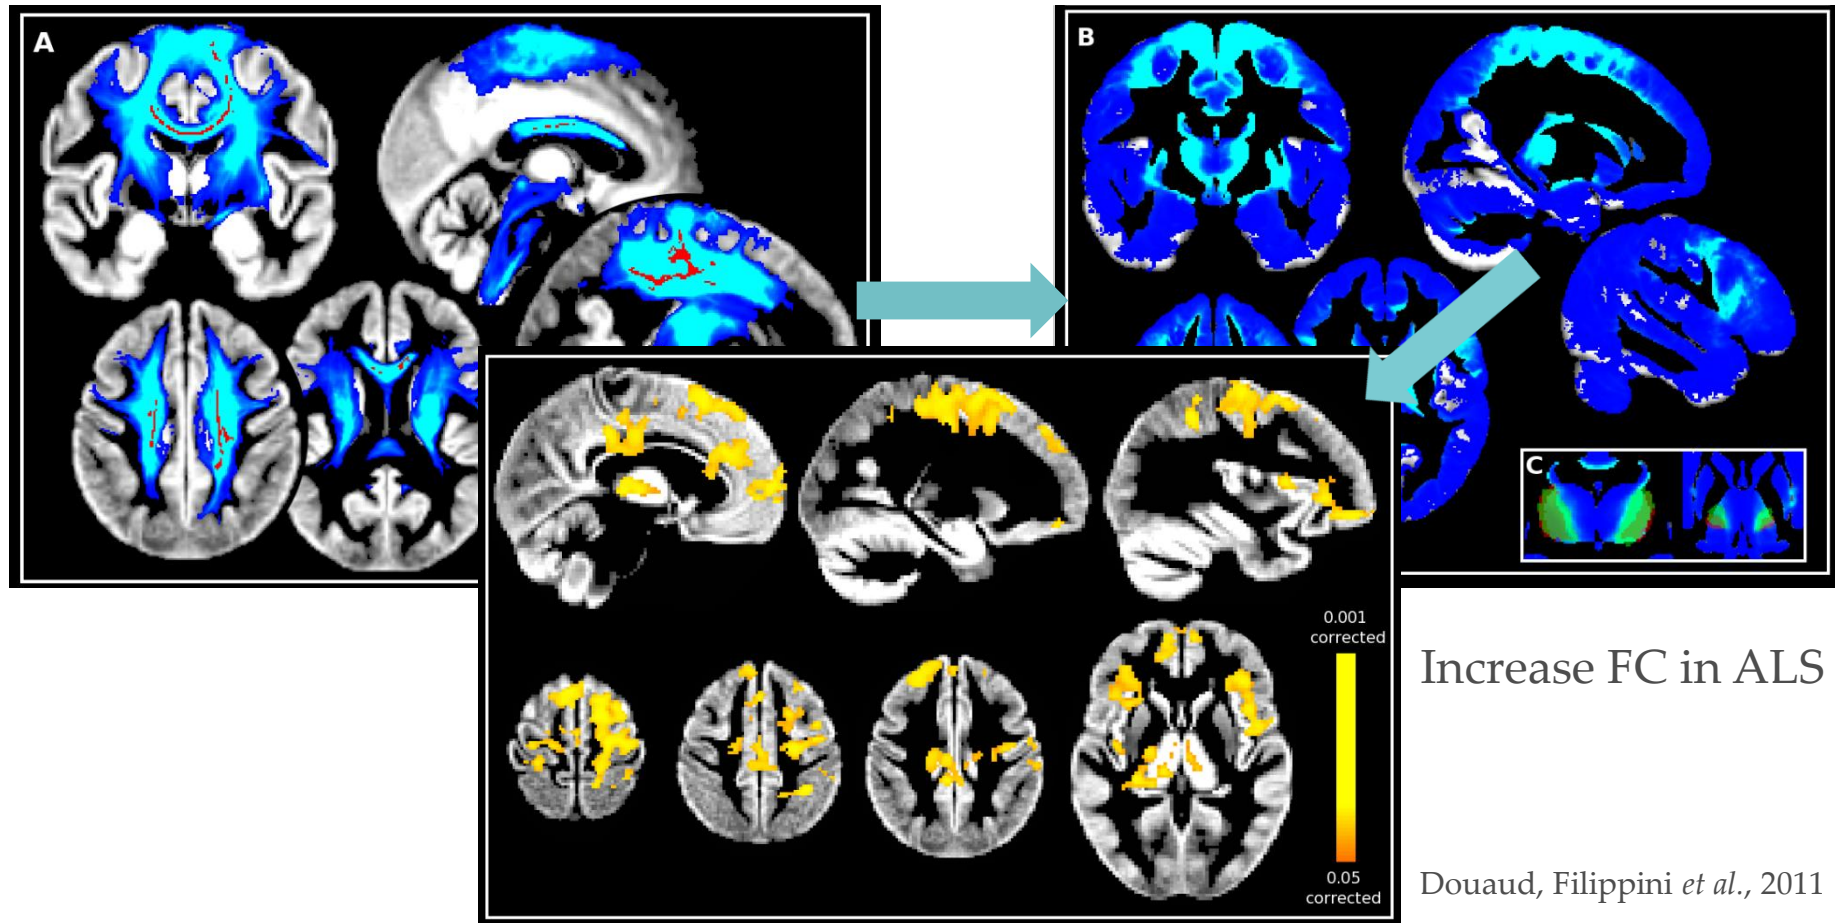 A
B
C
0.001
corrected
0.05
corrected
Increase FC in ALS
Douaud, Filippini et al., 2011